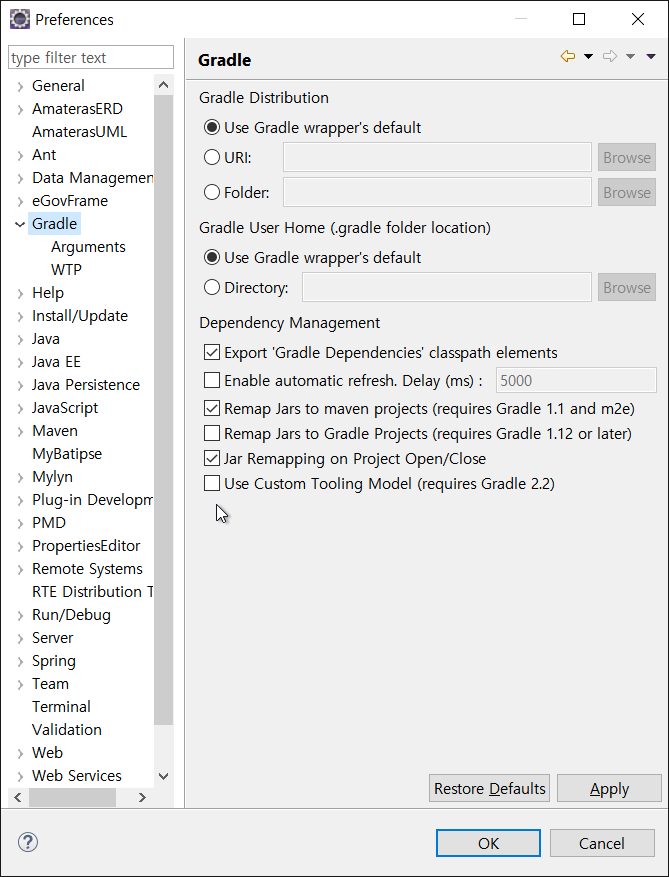 Preferences
type filter text
General
AmaterasERD
AmaterasUML
Ant
Data Managemen
eGovFrame
Gradle
Arguments
WTP
Help
Install/Update
Java
Java EE
Java Persistence
JavaScript
Maven
MyBatipse
Mylyn
Plug-in Developm
PMD
PropertiesEditor
Remote Systems
RTE Distribution T
Run/Debug
Server
Spring
Team
Terminal
Validation
Web
Web Services
Gradle
Gradle Distribution
Use Gradle wrapper's default
URI: Browse
Folder: Browse
Gradle User Home (.gradle folder location)
Use Gradle wrapper's default
Directory: Browse
Dependency Management
Export 'Gradle Dependencies' classpath elements
Enable automatic refresh. Delay (ms) : 5000
Remap Jars to maven projects (requires Gradle 1.1 and m2e)
Remap Jars to Gradle Projects (requires Gradle 1.12 or later)
Jar Remapping on Project Open/Close
Use Custom Tooling Model (requires Gradle 2.2)
Restore Defaults Apply
? OK Cancel